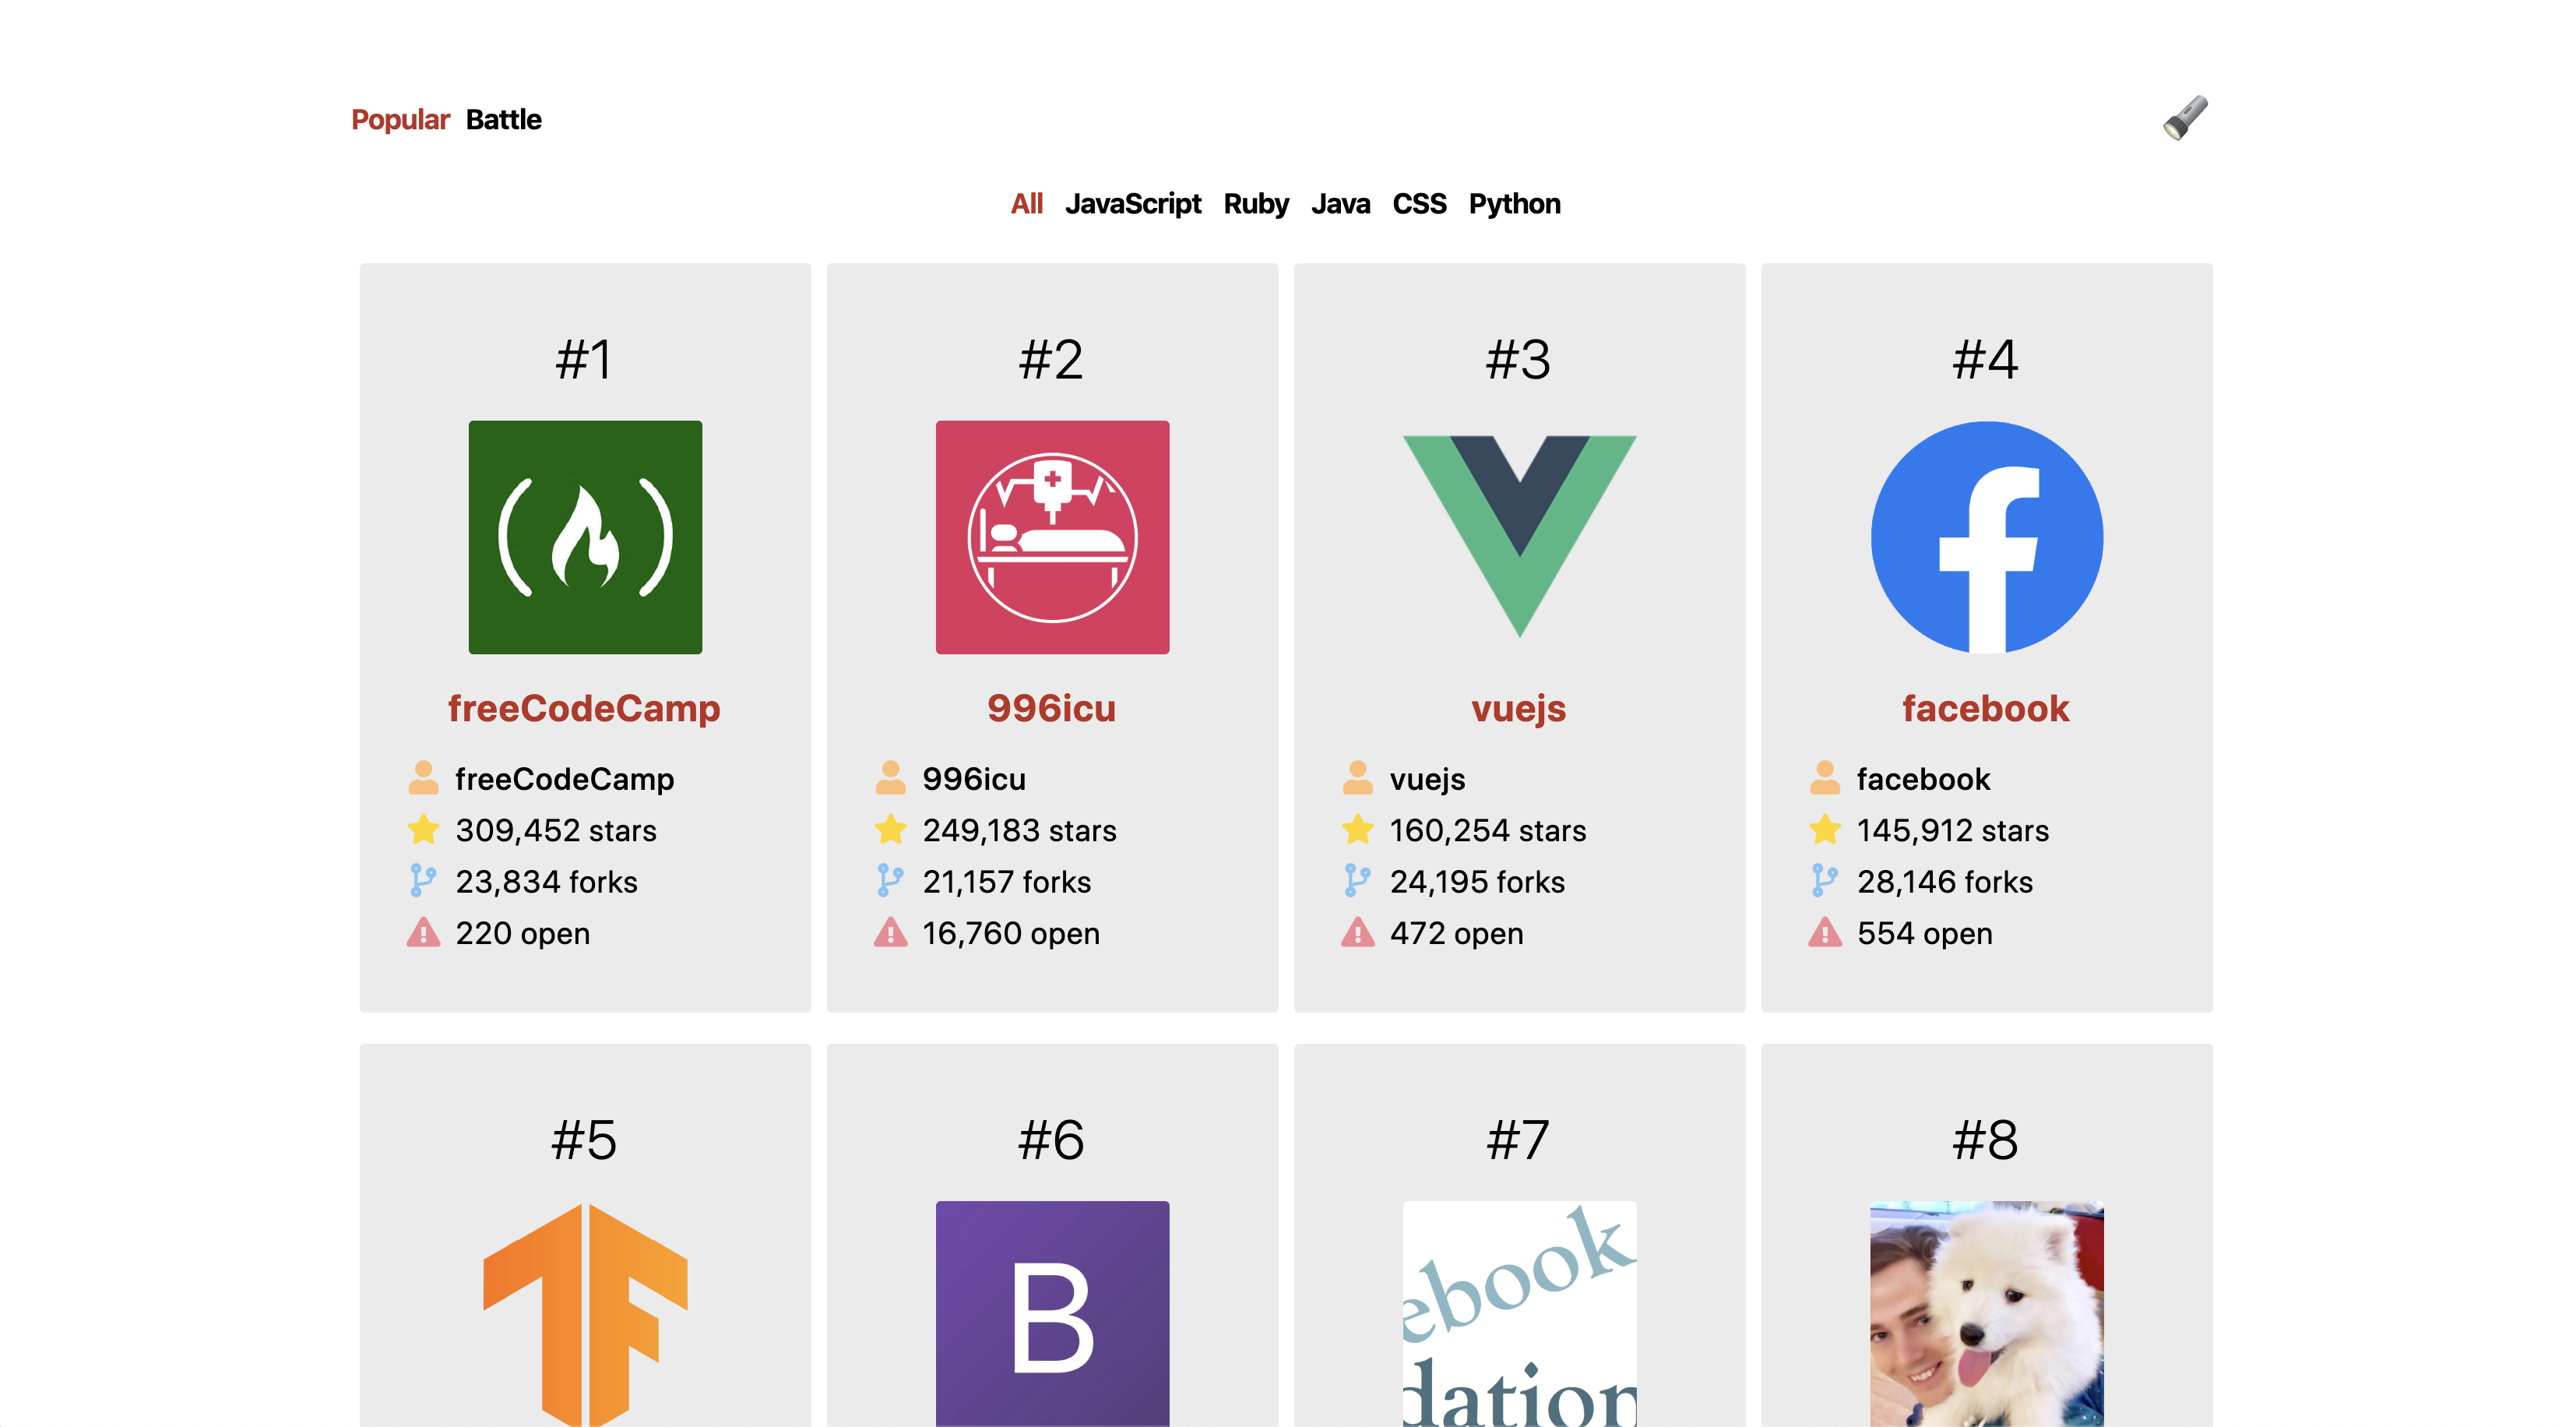 Popular Battle
All JavaScript Ruby Java CSS Python
#1
freeCodeCamp
freeCodeCamp
309,452 stars
23,834 forks
220 open
#2
996icu
996icu
249,183 stars
21,157 forks
16,760 open
#3
vuejs
vuejs
160,254 stars
24,195 forks
472 open
#4
facebook
facebook
145,912 stars
28,146 forks
554 open
#5
#6
B
#7
ebook
dation
#8